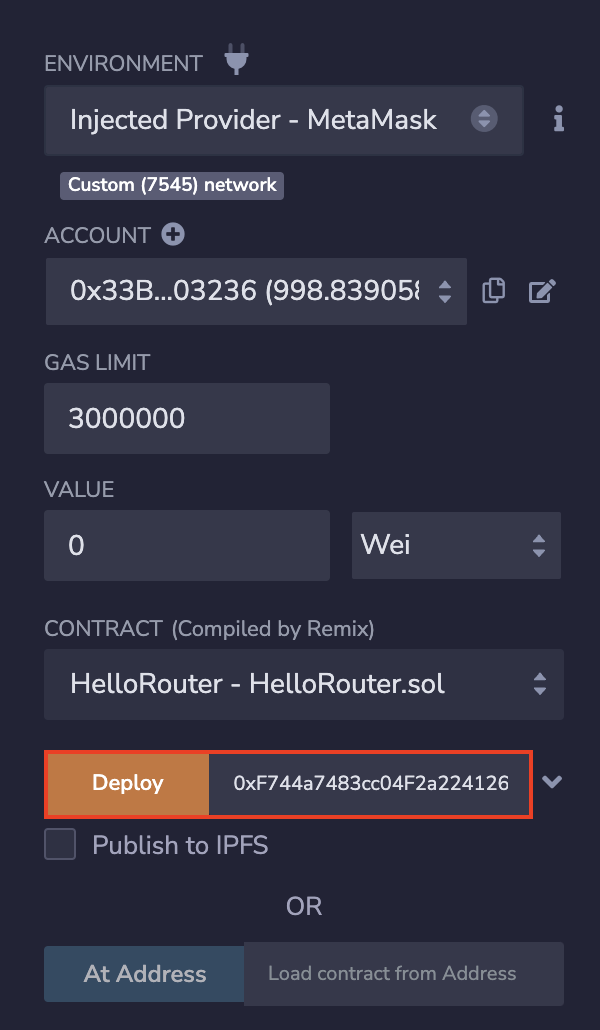 ENVIRONMENT
Injected Provider - MetaMask
Custom (7545) network
ACCOUNT
0x33B...03236 (998.839058
GAS LIMIT
3000000
VALUE
0 Wei
CONTRACT (Compiled by Remix)
HelloRouter - HelloRouter.sol
Deploy 0xF744a7483cc04F2a224126
Publish to IPFS
OR
At Address Load contract from Address